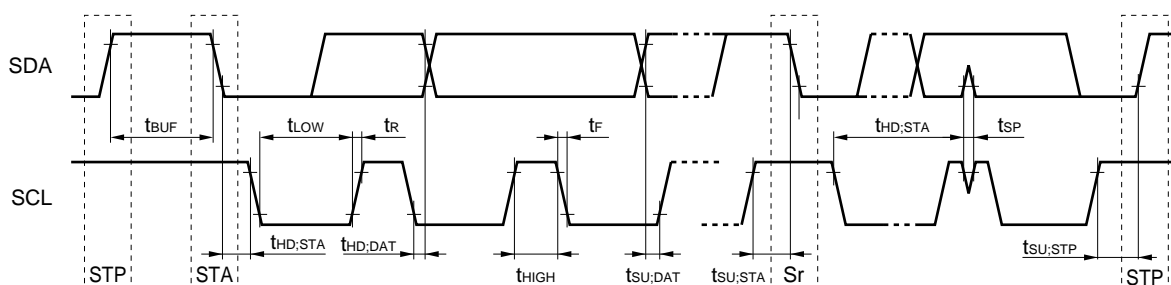 SDA
tBUF
tLOW
tR
tF
tHD;STA
tSP
SCL
tHD;STA
tHD;DAT
tHIGH
tSU;DAT
tSU;STA
tSU;STP
STP
STA
Sr
STP